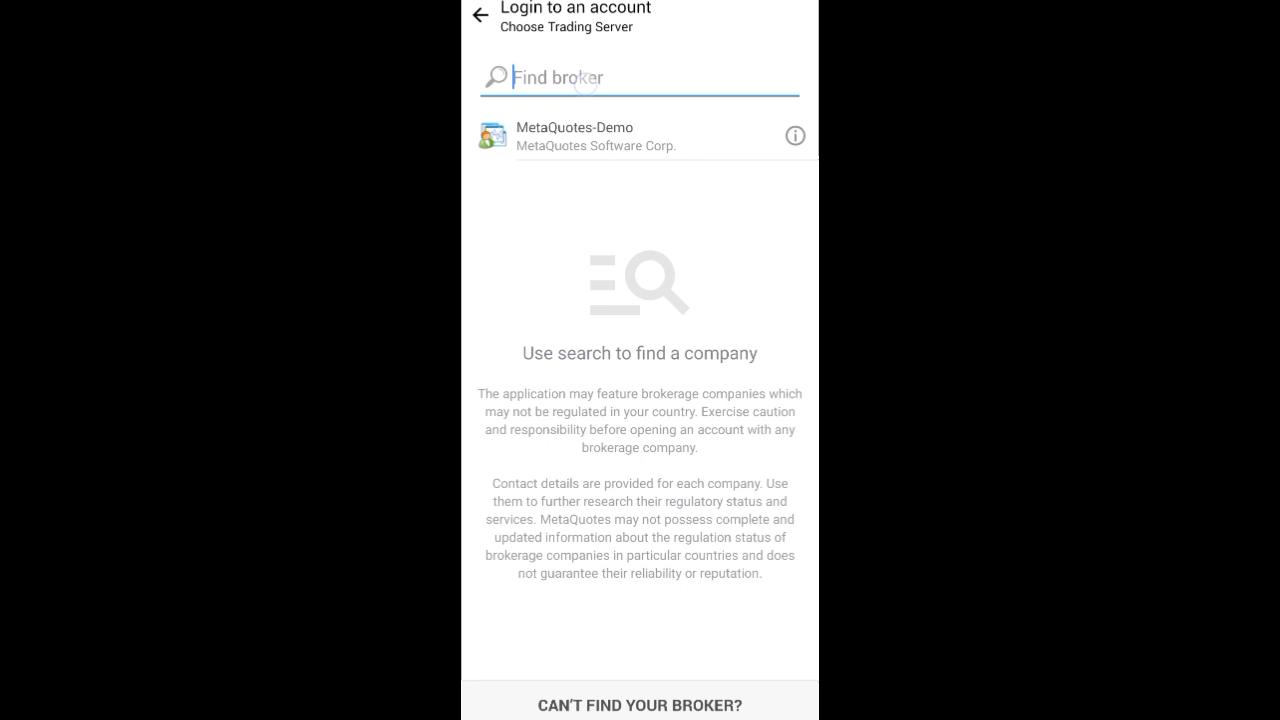 Login to an account
Choose Trading Server
Find broker
MetaQuotes-Demo
MetaQuotes Software Corp.
Use search to find a company
The application may feature brokerage companies which
may not be regulated in your country. Exercise caution
and responsibility before opening an account with any
brokerage company.
Contact details are provided for each company. Use
them to further research their regulatory status and
services. MetaQuotes may not possess complete and
updated information about the regulation status of
brokerage companies in particular countries and does
not guarantee their reliability or reputation.
CAN'T FIND YOUR BROKER?